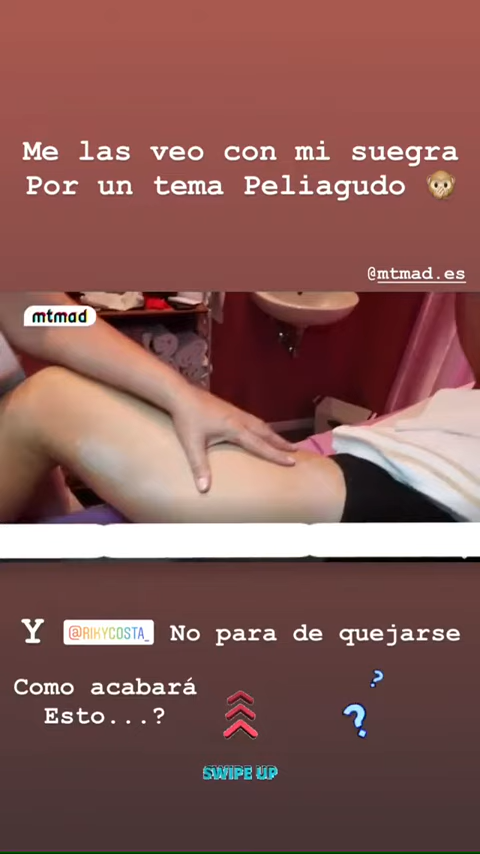 Me las veo con mi suegra
Por un tema Peliagudo
@mtmad.es
mtmad
Y @RIKYCOSTA_ No para de quejarse
Como acabará
Esto...?
SWIPE UP